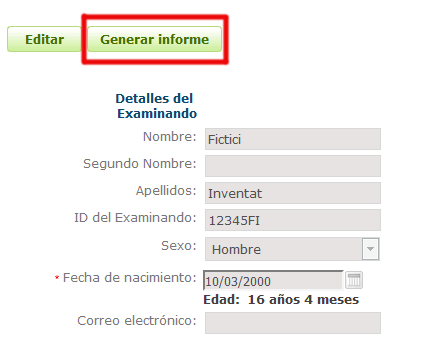 Editar Generar informe
Detalles del
Examinando
Nombre: Fictici
Segundo Nombre:
Apellidos: Inventat
ID del Examinando: 12345FI
Sexo: Hombre
* Fecha de nacimiento: 10/03/2000
Edad: 16 años 4 meses
Correo electrónico: